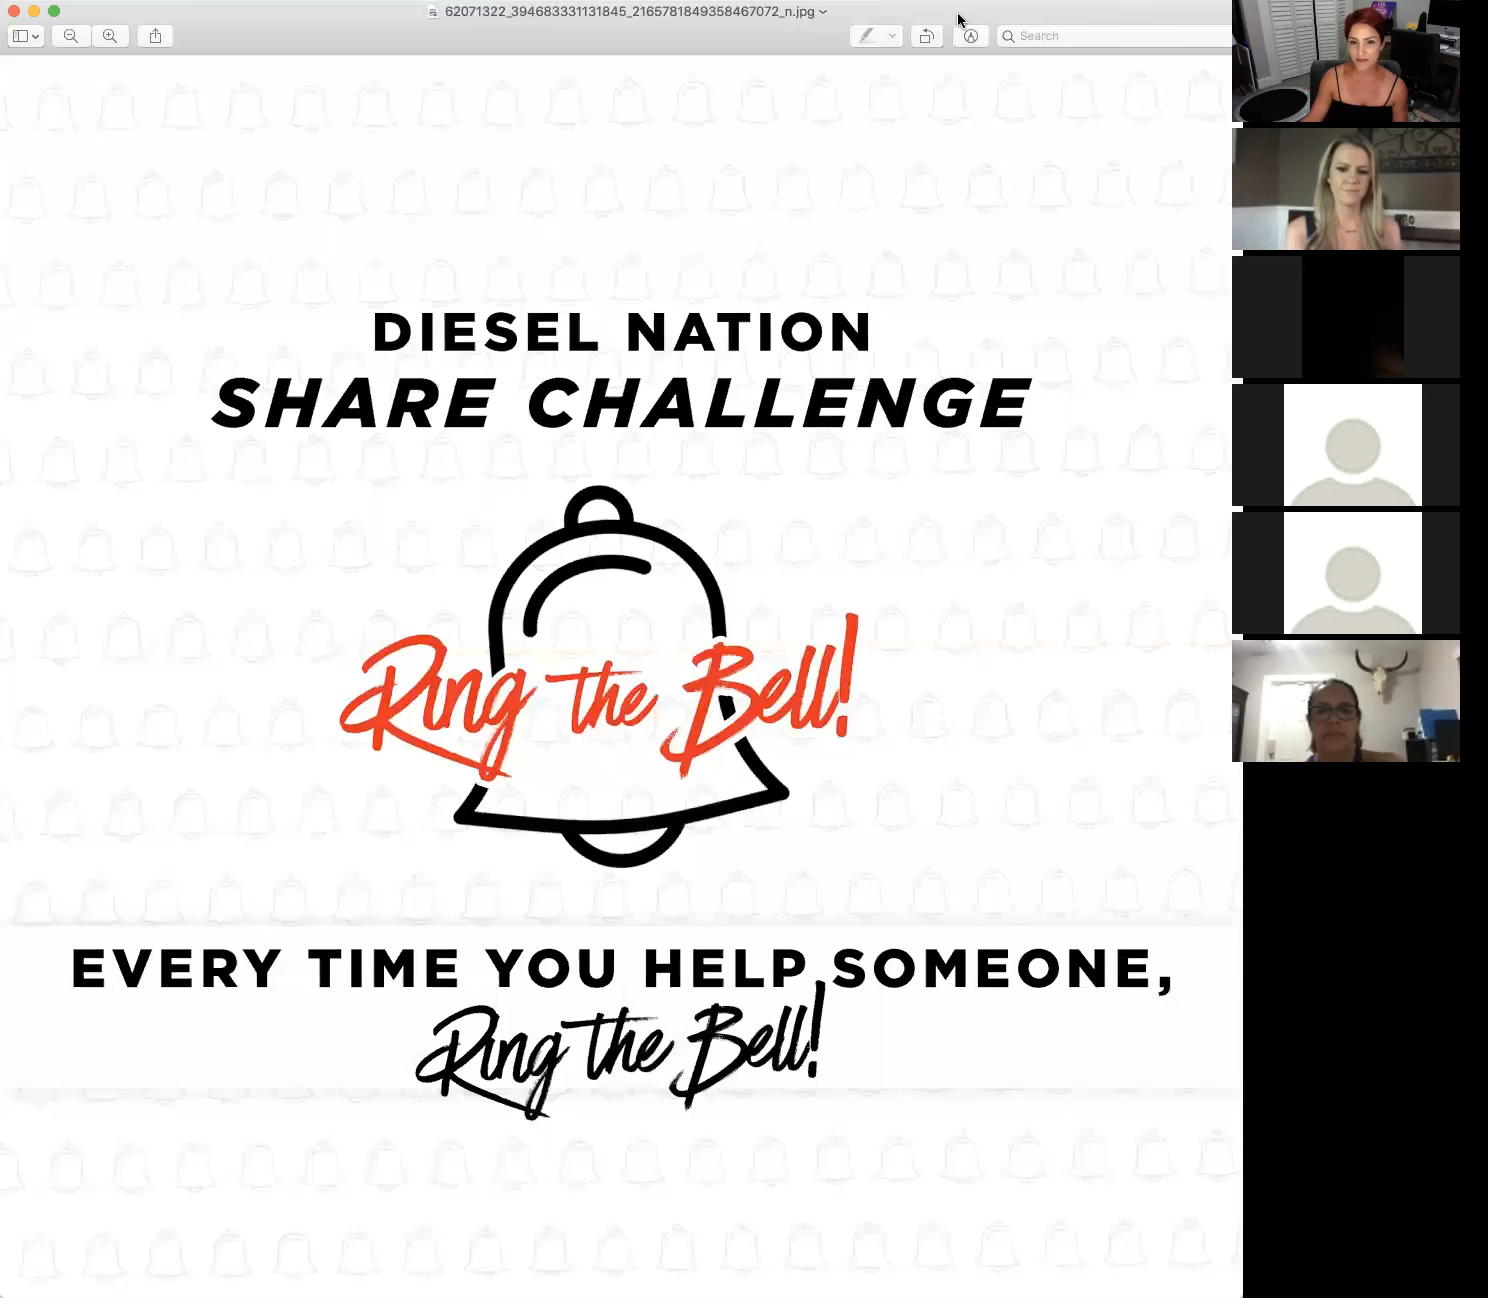 62071322_394683331131845_2165781849358467072_n.jpg
Search
DIESEL NATION
SHARE CHALLENGE
Ring the Bell!
EVERY TIME YOU HELP SOMEONE,
Ring the Bell!